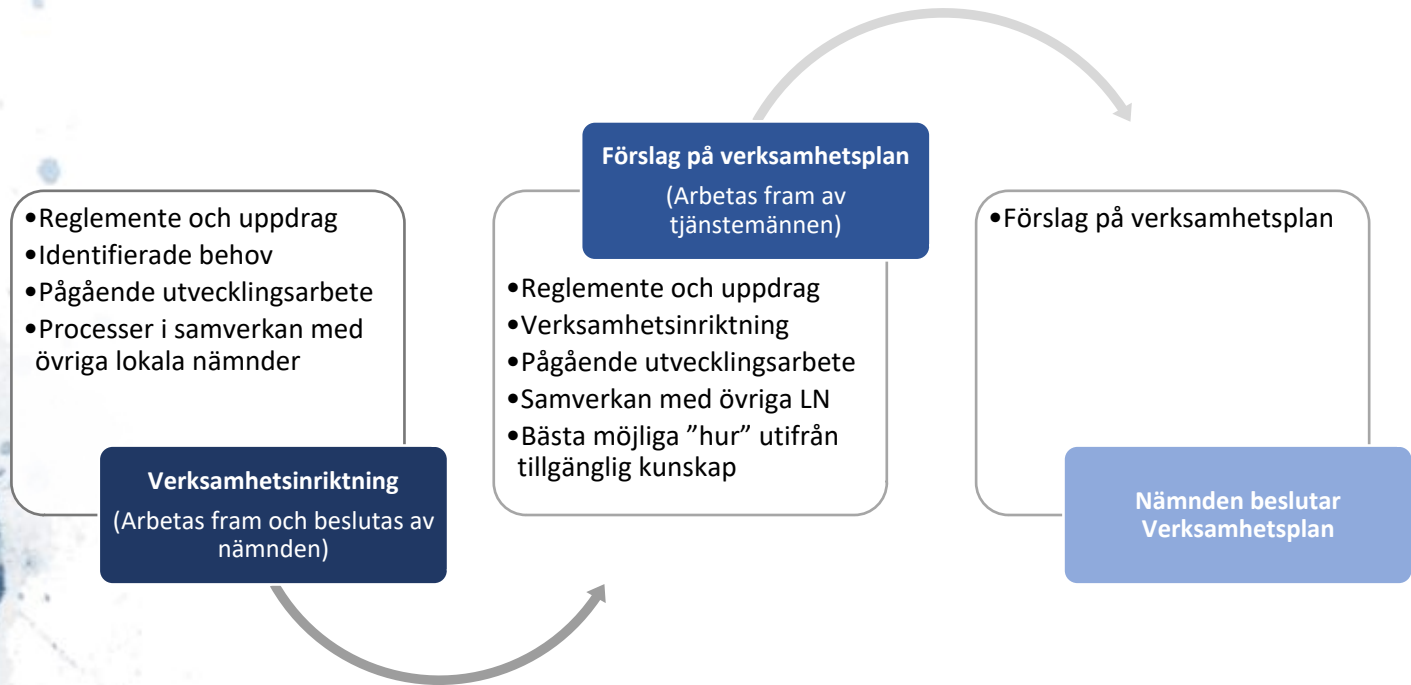 •Reglemente och uppdrag
•Identifierade behov
•Pågående utvecklingsarbete
•Processer i samverkan med
övriga lokala nämnder
Verksamhetsinriktning
(Arbetas fram och beslutas av
nämnden)
Förslag på verksamhetsplan
(Arbetas fram av
tjänstemännen)
•Reglemente och uppdrag
•Verksamhetsinriktning
•Pågående utvecklingsarbete
•Samverkan med övriga LN
•Bästa möjliga ”hur” utifrån
tillgänglig kunskap
•Förslag på verksamhetsplan
Nämnden beslutar
Verksamhetsplan